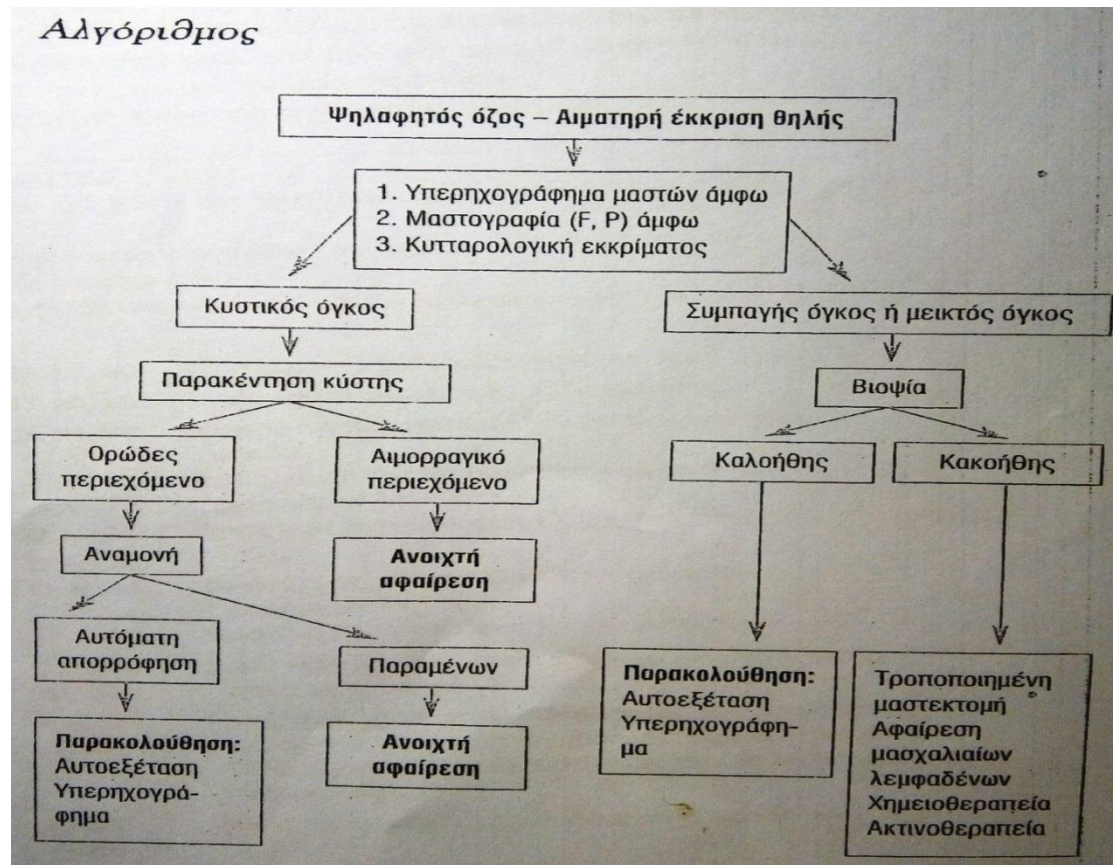 Αλγόριθμος
Ψηλαφητός όζος – Αιματηρή έκκριση θηλής
1. Υπερηχογράφημα μαστών άμφω
2. Μαστογραφία (F, P) άμφω
3. Κυτταρολογική εκκρίματος
Κυστικός όγκος
Συμπαγής όγκος ή μεικτός όγκος
Παρακέντηση κύστης
Βιοψία
Ορώδες
περιεχόμενο
Αιμορραγικό
περιεχόμενο
Καλοήθης
Κακοήθης
Αναμονή
Ανοιχτή
αφαίρεση
Αυτόματη
απορρόφηση
Παραμένων
Παρακολούθηση:
Αυτοεξέταση
Υπερηχογρά-
φημα
Ανοιχτή
αφαίρεση
Παρακολούθηση:
Αυτοεξέταση
Υπερηχογράφη-
μα
Τροποποιημένη
μαστεκτομή
Αφαίρεση
μασχαλιαίων
λεμφαδένων
Χημειοθεραπεία
Ακτινοθεραπεία